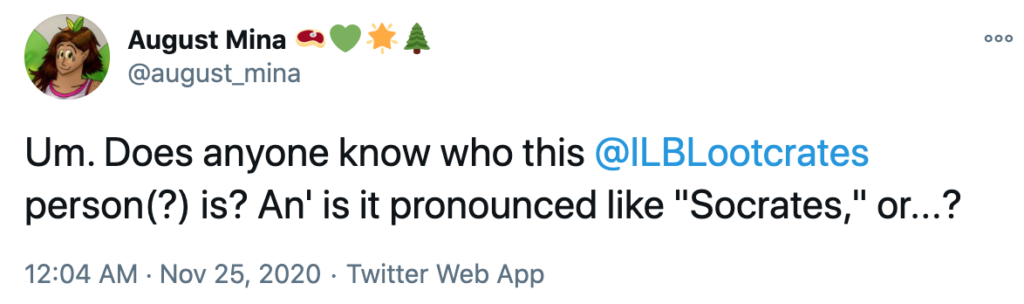 August Mina 🥩💚🌟🌲
@august_mina
Um. Does anyone know who this @ILBLootcrates
person(?) is? An' is it pronounced like "Socrates," or...?
12:04 AM · Nov 25, 2020 · Twitter Web App